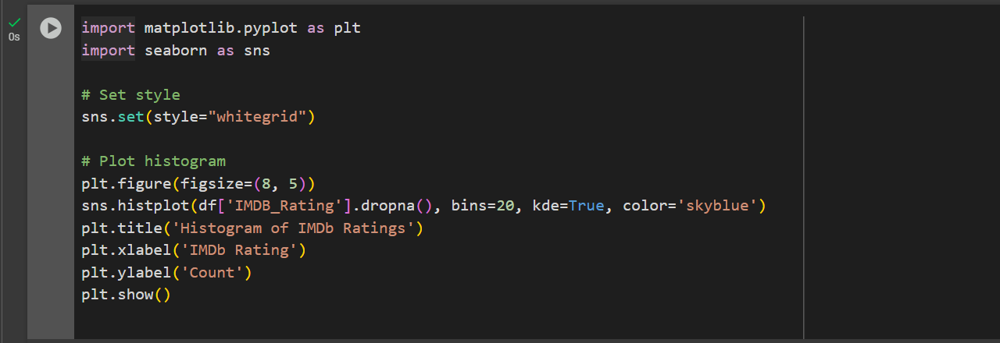 0s
import matplotlib.pyplot as plt
import seaborn as sns
# Set style
sns.set(style="whitegrid")
# Plot histogram
plt.figure(figsize=(8, 5))
sns.histplot(df['IMDB_Rating'].dropna(), bins=20, kde=True, color='skyblue')
plt.title('Histogram of IMDb Ratings')
plt.xlabel('IMDb Rating')
plt.ylabel('Count')
plt.show()